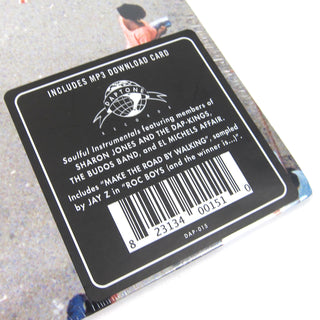 INCLUDES MP3 DOWNLOAD CARD
DAPTONE
RECORDS
Soulful Instrumentals featuring members of
SHARON JONES AND THE DAP-KINGS,
THE BUDOS BAND, and EL MICHELS AFFAIR.
Includes "MAKE THE ROAD BY WALKING", sampled
by JAY Z in "ROC BOYS (and the winner is...)".
8 23134 00151 0
DAP-015